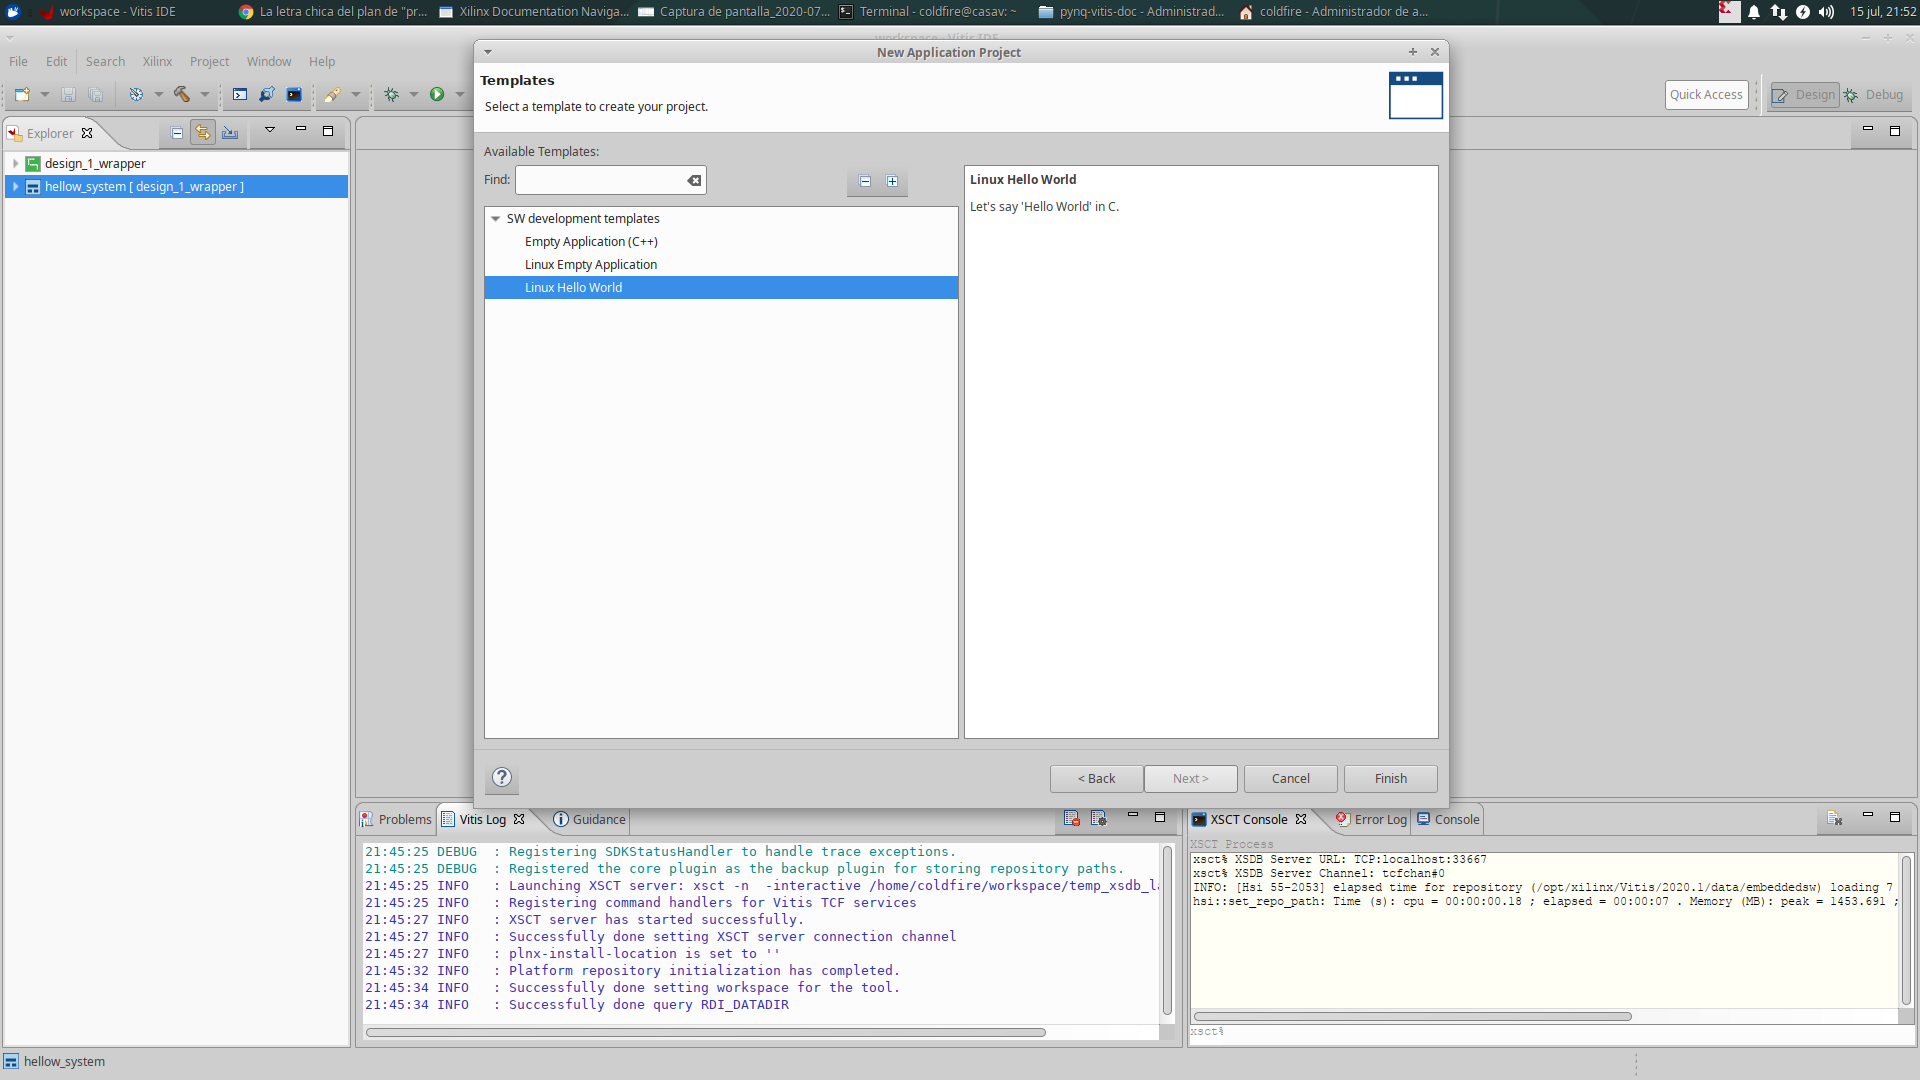 workspace - Vitis IDE
La letra chica del plan de "pr...
Xilinx Documentation Naviga...
Captura de pantalla_2020-07...
Terminal - coldfire@casav: ~
pynq-vitis-doc - Administrad...
coldfire - Administrador de a...
15 jul, 21:52
workspace - Vitis IDE
File Edit Search Xilinx Project Window Help
New Application Project
Templates
Select a template to create your project.
Quick Access
Design
Debug
Explorer
design_1_wrapper
hellow_system [ design_1_wrapper ]
Available Templates:
Find:
SW development templates
Empty Application (C++)
Linux Empty Application
Linux Hello World
Linux Hello World
Let's say 'Hello World' in C.
< Back
Next >
Cancel
Finish
Problems
Vitis Log
Guidance
21:45:25 DEBUG : Registering SDKStatusHandler to handle trace exceptions.
21:45:25 DEBUG : Registered the core plugin as the backup plugin for storing repository paths.
21:45:25 INFO : Launching XSCT server: xsct -n -interactive /home/coldfire/workspace/temp_xsdb_la
21:45:25 INFO : Registering command handlers for Vitis TCF services
21:45:27 INFO : XSCT server has started successfully.
21:45:27 INFO : Successfully done setting XSCT server connection channel
21:45:27 INFO : plnx-install-location is set to ''
21:45:32 INFO : Platform repository initialization has completed.
21:45:34 INFO : Successfully done setting workspace for the tool.
21:45:34 INFO : Successfully done query RDI_DATADIR
XSCT Console
Error Log
Console
XSCT Process
xsct% XSDB Server URL: TCP:localhost:33667
xsct% XSDB Server Channel: tcfchan#0
INFO: [Hsi 55-2053] elapsed time for repository (/opt/xilinx/Vitis/2020.1/data/embeddedsw) loading 7
hsi::set_repo_path: Time (s): cpu = 00:00:00.18 ; elapsed = 00:00:07 . Memory (MB): peak = 1453.691 ;
xsct%
hellow_system